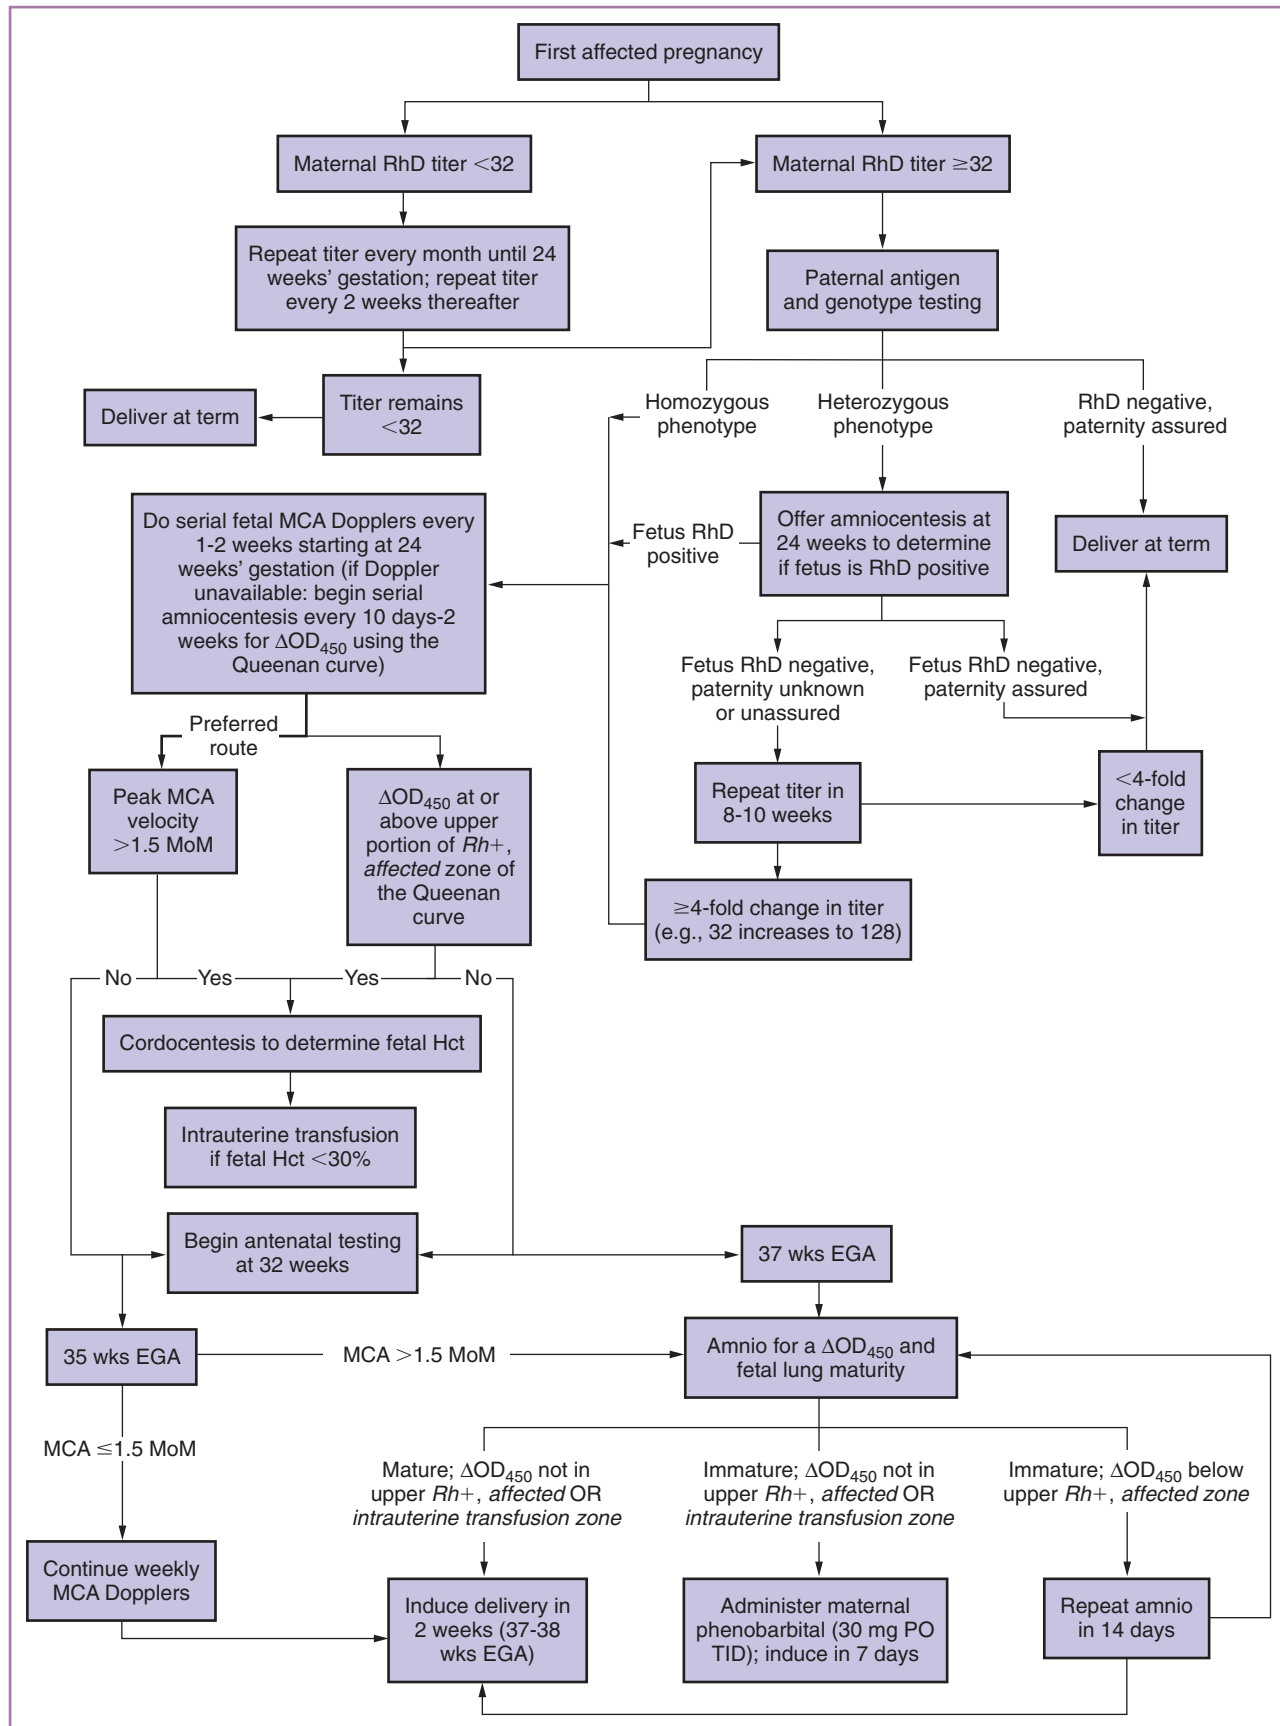 First affected pregnancy
Maternal RhD titer <32
Maternal RhD titer ≥32
Repeat titer every month until 24
weeks' gestation; repeat titer
every 2 weeks thereafter
Paternal antigen
and genotype testing
Deliver at term
Titer remains
<32
Homozygous
phenotype
Heterozygous
phenotype
RhD negative,
paternity assured
Do serial fetal MCA Dopplers every
1-2 weeks starting at 24
weeks' gestation (if Doppler
unavailable: begin serial
amniocentesis every 10 days-2
weeks for ΔOD450 using the
Queenan curve)
Fetus RhD
positive
Offer amniocentesis at
24 weeks to determine
if fetus is RhD positive
Deliver at term
Fetus RhD negative,
paternity unknown
or unassured
Fetus RhD negative,
paternity assured
Preferred
route
Peak MCA
velocity
>1.5 MoM
ΔOD450 at or
above upper
portion of Rh+,
affected zone of
the Queenan
curve
Repeat titer in
8-10 weeks
<4-fold
change
in titer
≥4-fold change in titer
(e.g., 32 increases to 128)
No
Yes
Yes
No
Cordocentesis to determine fetal Hct
Intrauterine transfusion
if fetal Hct <30%
Begin antenatal testing
at 32 weeks
37 wks EGA
35 wks EGA
MCA >1.5 MoM
Amnio for a ΔOD450 and
fetal lung maturity
MCA ≤1.5 MoM
Mature; ΔOD450 not in
upper Rh+, affected OR
intrauterine transfusion zone
Immature; ΔOD450 not in
upper Rh+, affected OR
intrauterine transfusion zone
Immature; ΔOD450 below
upper Rh+, affected zone
Continue weekly
MCA Dopplers
Induce delivery in
2 weeks (37-38
wks EGA)
Administer maternal
phenobarbital (30 mg PO
TID); induce in 7 days
Repeat amnio
in 14 days